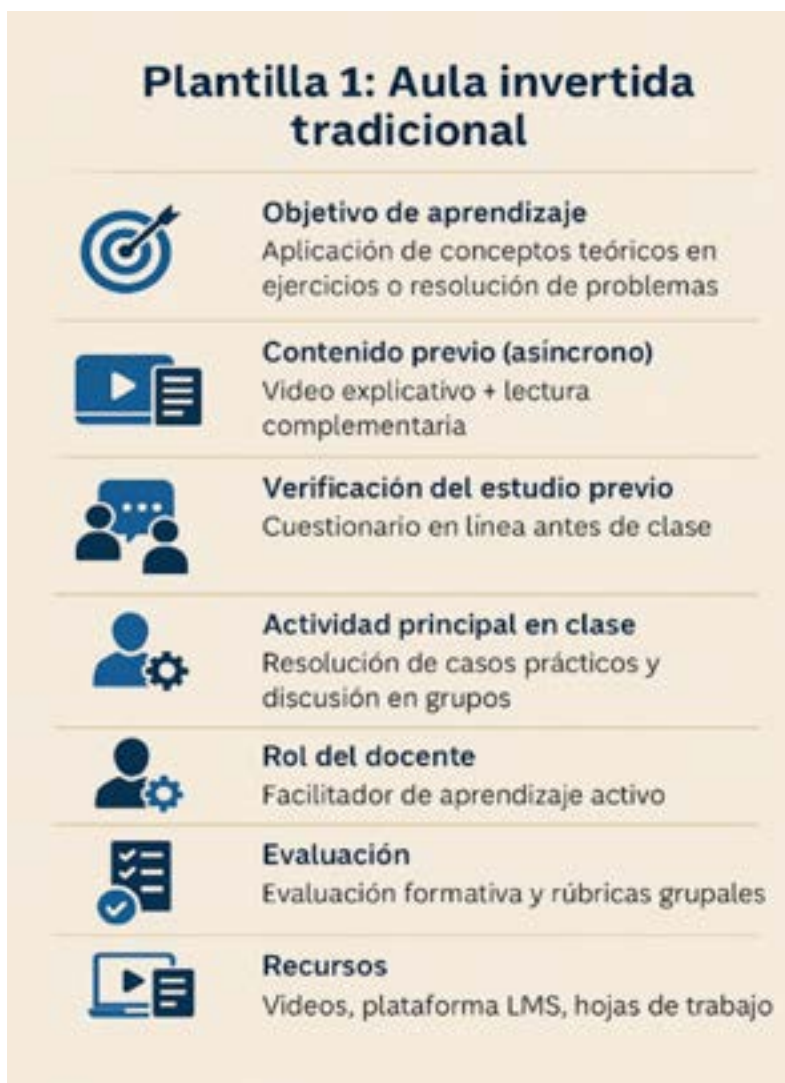 Plantilla 1: Aula invertida
tradicional
Objetivo de aprendizaje
Aplicación de conceptos teóricos en
ejercicios o resolución de problemas
Contenido previo (asíncrono)
Video explicativo + lectura
complementaria
Verificación del estudio previo
Cuestionario en línea antes de clase
Actividad principal en clase
Resolución de casos prácticos y
discusión en grupos
Rol del docente
Facilitador de aprendizaje activo
Evaluación
Evaluación formativa y rúbricas grupales
Recursos
Videos, plataforma LMS, hojas de trabajo